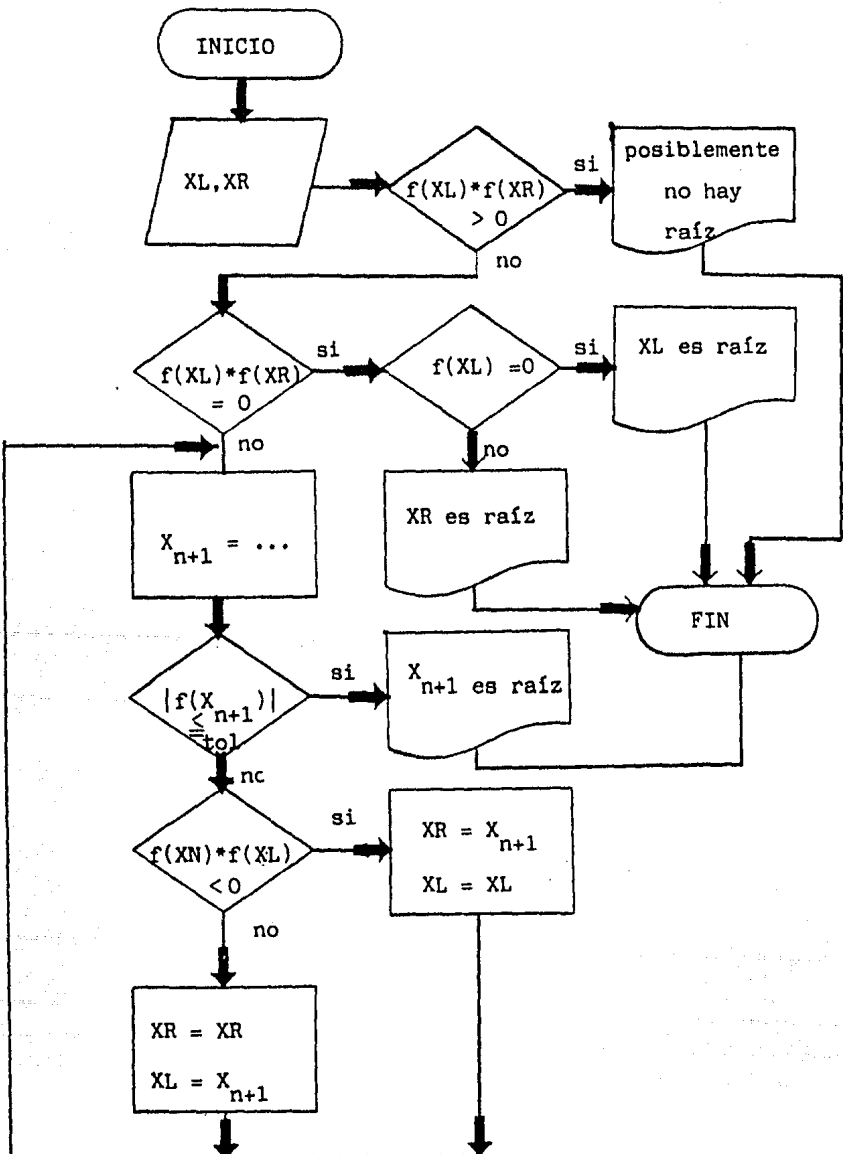 INICIO
XL,XR
f(XL)*f(XR)
> 0
si
posiblemente
no hay
raíz
no
f(XL)*f(XR)
= 0
si
f(XL) =0
si
XL es raíz
no
no
X_{n+1} = ...
XR es raíz
FIN
|f(X_{n+1})|
≦
tol
si
X_{n+1} es raíz
nc
f(XN)*f(XL)
<0
si
XR = X_{n+1}
XL = XL
no
XR = XR
XL = X_{n+1}